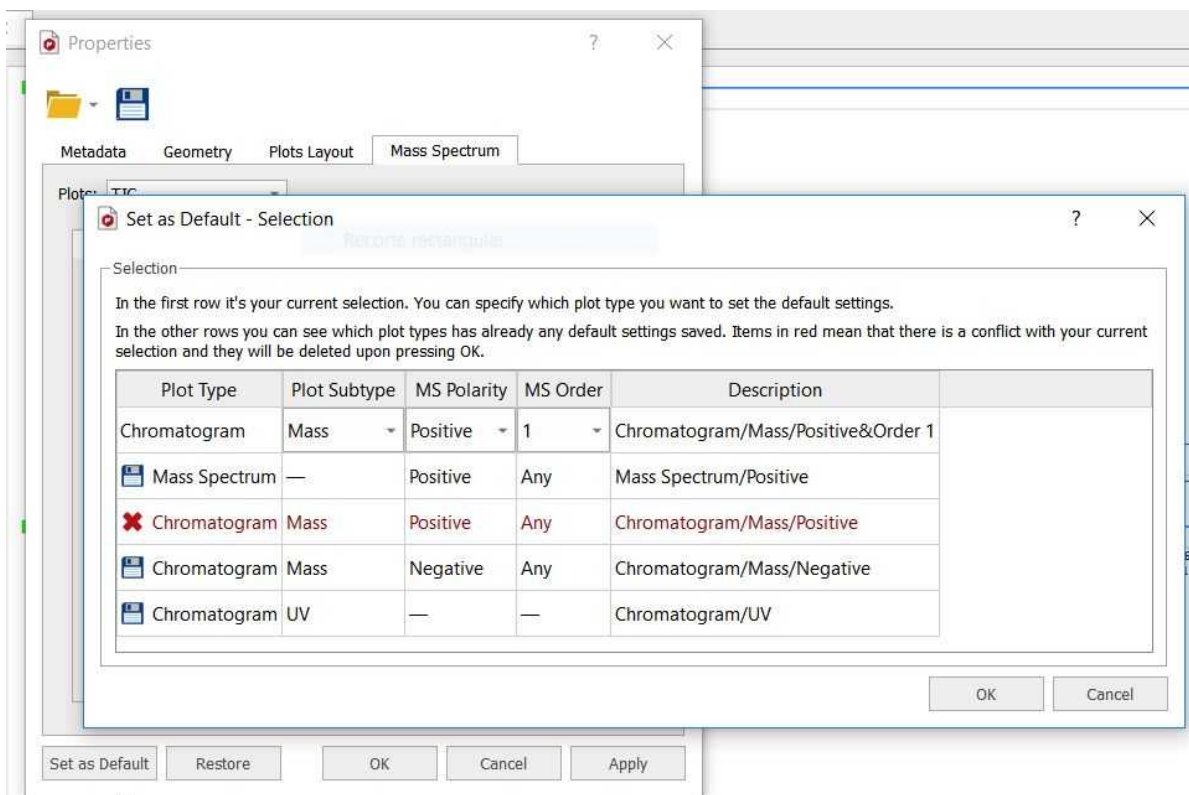 Properties
?
Metadata Geometry Plots Layout Mass Spectrum
Plots: TIC
Set as Default - Selection
?
Recorte rectangular
Selection
In the first row it's your current selection. You can specify which plot type you want to set the default settings.
In the other rows you can see which plot types has already any default settings saved. Items in red mean that there is a conflict with your current
selection and they will be deleted upon pressing OK.
Plot Type Plot Subtype MS Polarity MS Order Description
Chromatogram Mass Positive 1 Chromatogram/Mass/Positive&Order 1
Mass Spectrum — Positive Any Mass Spectrum/Positive
Chromatogram Mass Positive Any Chromatogram/Mass/Positive
Chromatogram Mass Negative Any Chromatogram/Mass/Negative
Chromatogram UV — — Chromatogram/UV
OK Cancel
Set as Default Restore OK Cancel Apply